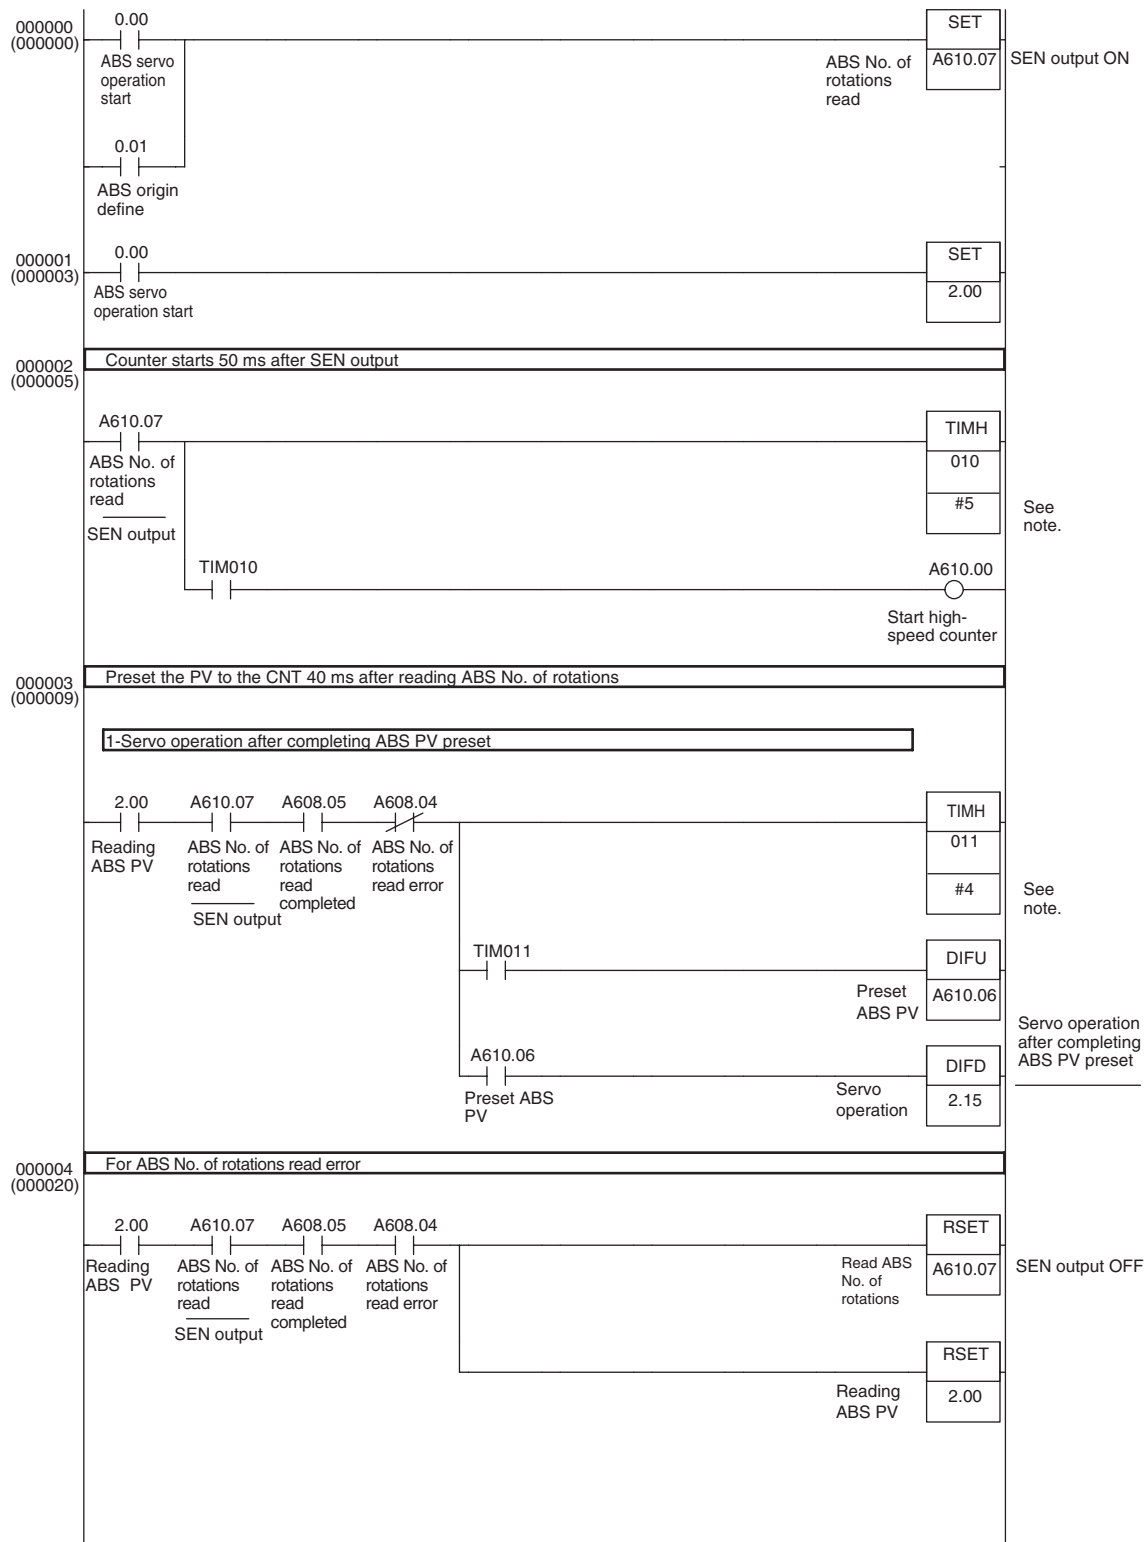 000000
(000000)
0.00
ABS servo
operation
start
ABS No. of
rotations
read
SET
A610.07
SEN output ON
0.01
ABS origin
define
000001
(000003)
0.00
ABS servo
operation start
SET
2.00
000002
(000005)
Counter starts 50 ms after SEN output
A610.07
ABS No. of
rotations
read
SEN output
TIMH
010
#5
See
note.
TIM010
A610.00
Start high-
speed counter
000003
(000009)
Preset the PV to the CNT 40 ms after reading ABS No. of rotations
1-Servo operation after completing ABS PV preset
2.00
Reading
ABS PV
A610.07
ABS No. of
rotations
read
SEN output
A608.05
ABS No. of
rotations
read
completed
A608.04
ABS No. of
rotations
read error
TIMH
011
#4
See
note.
TIM011
Preset
ABS PV
DIFU
A610.06
Servo operation
after completing
ABS PV preset
A610.06
Preset ABS
PV
Servo
operation
DIFD
2.15
000004
(000020)
For ABS No. of rotations read error
2.00
Reading
ABS PV
A610.07
ABS No. of
rotations
read
SEN output
A608.05
ABS No. of
rotations
read
completed
A608.04
ABS No. of
rotations
read error
Read ABS
No. of
rotations
RSET
A610.07
SEN output OFF
Reading
ABS PV
RSET
2.00